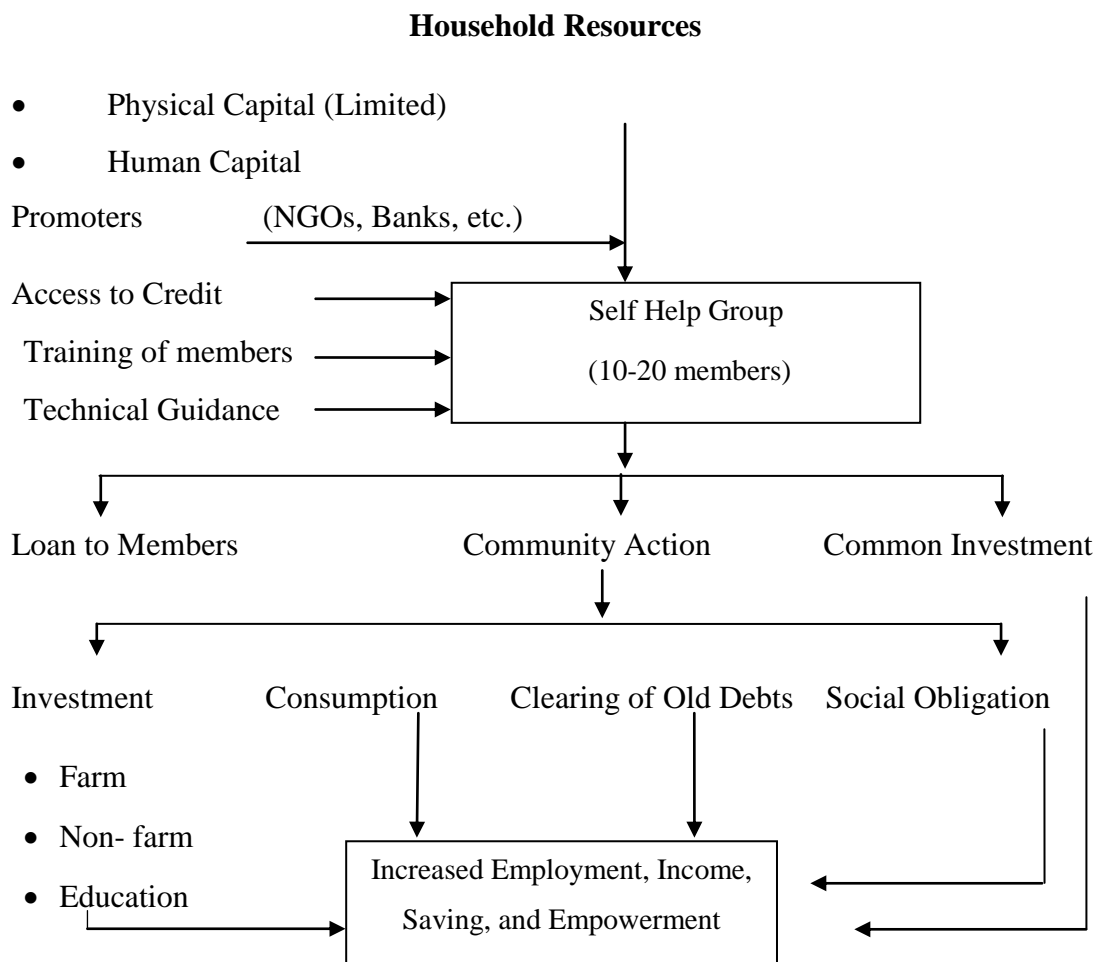 Household Resources
• Physical Capital (Limited)
• Human Capital
Promoters (NGOs, Banks, etc.)
Access to Credit
Training of members
Technical Guidance
Self Help Group
(10-20 members)
Loan to Members Community Action Common Investment
Investment Consumption Clearing of Old Debts Social Obligation
• Farm
• Non- farm
• Education
Increased Employment, Income,
Saving, and Empowerment